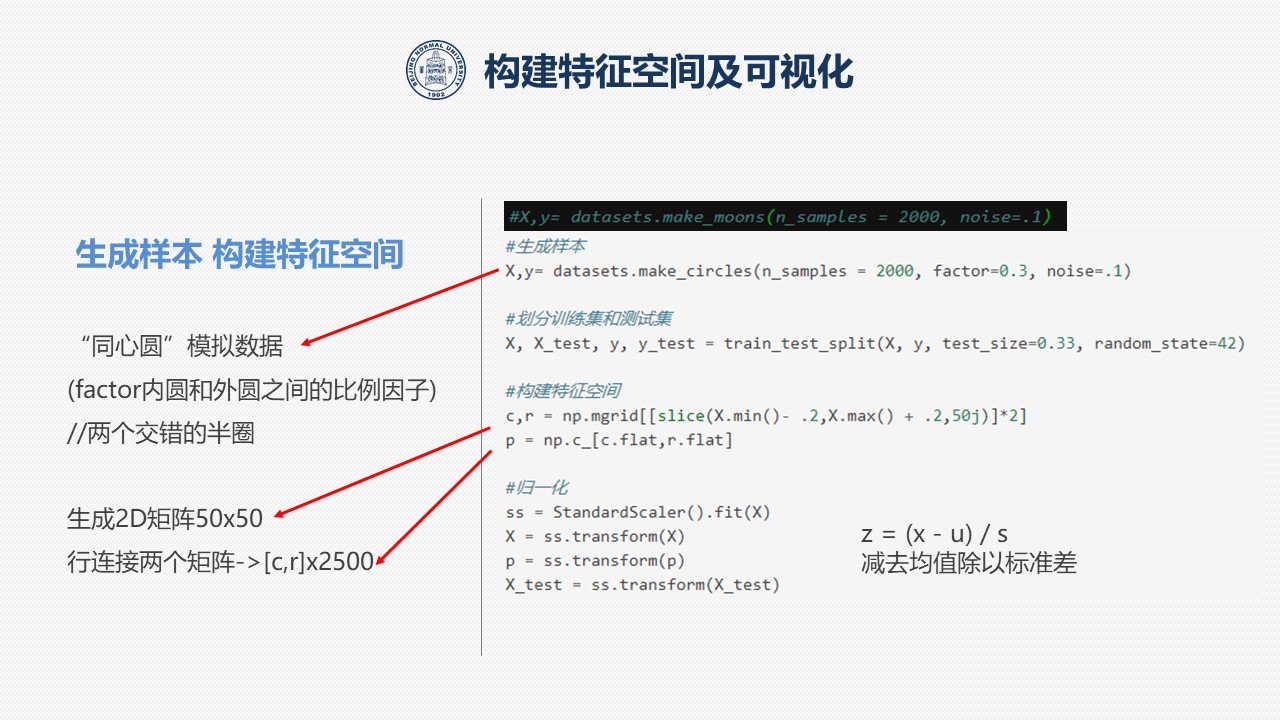 BEIJING NORMAL UNIVERSITY
1902
构建特征空间及可视化
生成样本 构建特征空间
“同心圆”模拟数据
(factor内圆和外圆之间的比例因子)
//两个交错的半圈
生成2D矩阵50x50
行连接两个矩阵->[c,r]x2500
#X,y= datasets.make_moons(n_samples = 2000, noise=.1)
#生成样本
X,y= datasets.make_circles(n_samples = 2000, factor=0.3, noise=.1)
#划分训练集和测试集
X, X_test, y, y_test = train_test_split(X, y, test_size=0.33, random_state=42)
#构建特征空间
c,r = np.mgrid[[slice(X.min()- .2,X.max() + .2,50j)]*2]
p = np.c_[c.flat,r.flat]
#归一化
ss = StandardScaler().fit(X)
X = ss.transform(X)
p = ss.transform(p)
X_test = ss.transform(X_test)
z = (x - u) / s
减去均值除以标准差